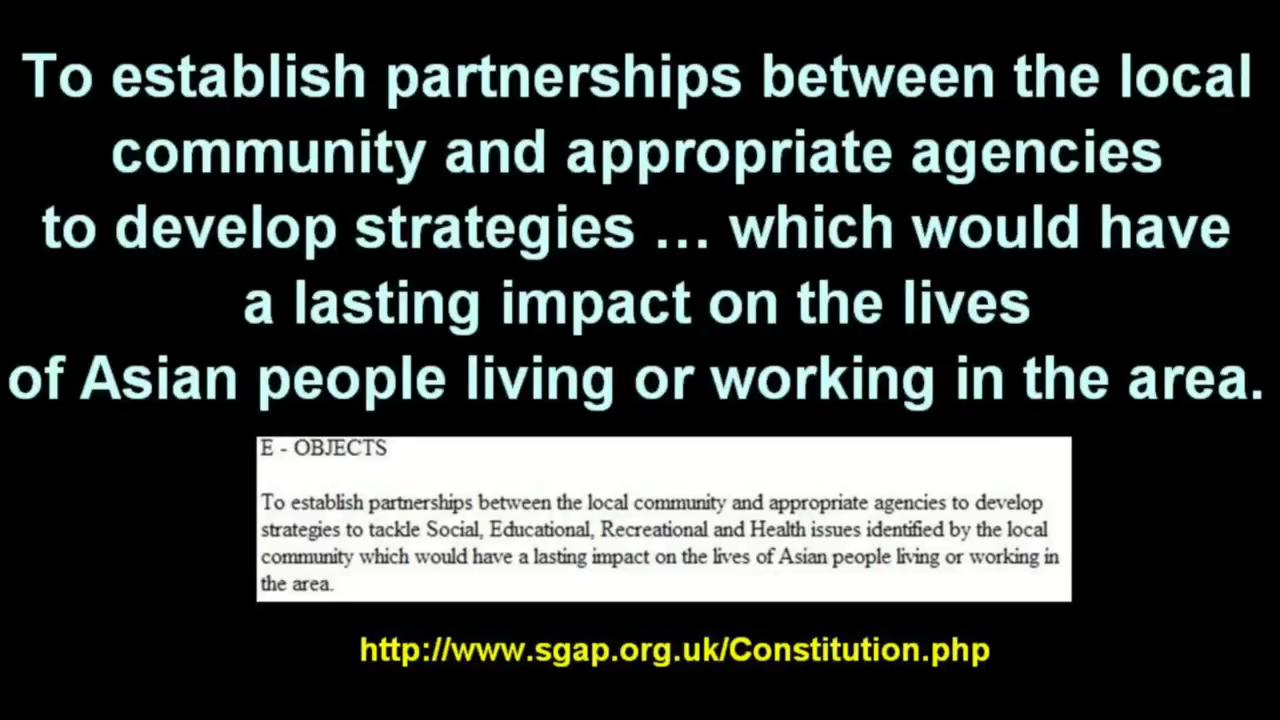 To establish partnerships between the local
community and appropriate agencies
to develop strategies … which would have
a lasting impact on the lives
of Asian people living or working in the area.
E - OBJECTS
To establish partnerships between the local community and appropriate agencies to develop
strategies to tackle Social, Educational, Recreational and Health issues identified by the local
community which would have a lasting impact on the lives of Asian people living or working in
the area.
http://www.sgap.org.uk/Constitution.php